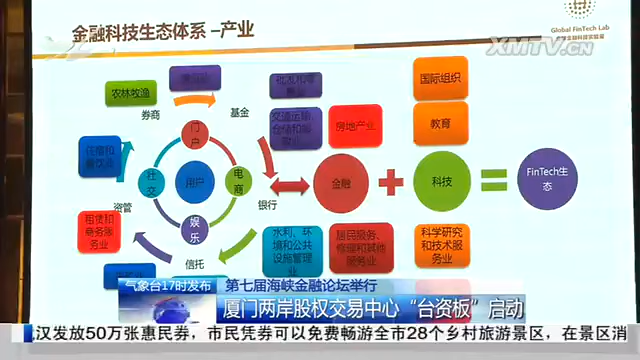 金融科技生态体系 –产业
Global FinTech Lab
XMTV.CN
国际组织
农林牧渔
券商
基金
教育
房地产业
门户
社交
用户
电商
娱乐
银行
金融
科技
FinTech生态
资管
租赁和商务服务业
信托
水利、环境和公共设施管理业
居民服务、修理和其他服务业
科学研究和技术服务业
气象台17时发布
第七届海峡金融论坛举行
厦门两岸股权交易中心“台资板”启动
汉发放50万张惠民券，市民凭券可以免费畅游全市28个乡村旅游景区，在景区消